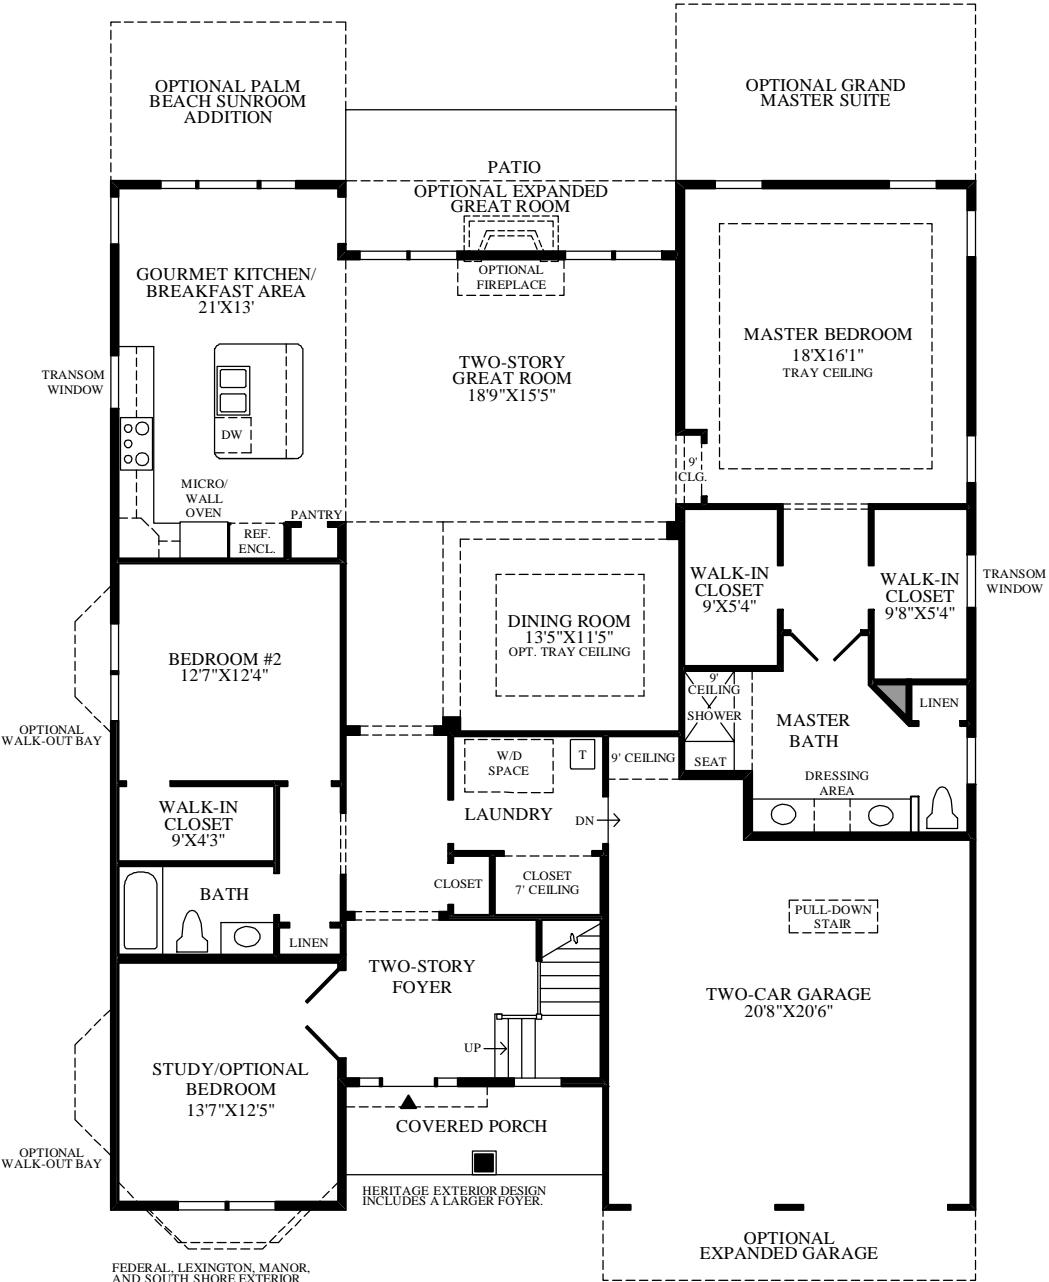 OPTIONAL PALM
BEACH SUNROOM
ADDITION
OPTIONAL GRAND
MASTER SUITE
PATIO
OPTIONAL EXPANDED
GREAT ROOM
OPTIONAL
FIREPLACE
GOURMET KITCHEN/
BREAKFAST AREA
21'X13'
TWO-STORY
GREAT ROOM
18'9"X15'5"
MASTER BEDROOM
18'X16'1"
TRAY CEILING
TRANSOM
WINDOW
DW
9'
CLG.
MICRO/
WALL
OVEN
PANTRY
REF.
ENCL.
WALK-IN
CLOSET
9'X5'4"
WALK-IN
CLOSET
9'8"X5'4"
TRANSOM
WINDOW
DINING ROOM
13'5"X11'5"
OPT. TRAY CEILING
BEDROOM #2
12'7"X12'4"
OPTIONAL
WALK-OUT BAY
9'
CEILING
SHOWER
SEAT
MASTER
BATH
LINEN
DRESSING
AREA
W/D
SPACE
T
9' CEILING
LAUNDRY
DN
WALK-IN
CLOSET
9'X4'3"
CLOSET
CLOSET
7' CEILING
BATH
LINEN
PULL-DOWN
STAIR
TWO-STORY
FOYER
TWO-CAR GARAGE
20'8"X20'6"
UP
STUDY/OPTIONAL
BEDROOM
13'7"X12'5"
COVERED PORCH
OPTIONAL
WALK-OUT BAY
HERITAGE EXTERIOR DESIGN
INCLUDES A LARGER FOYER.
OPTIONAL
EXPANDED GARAGE
FEDERAL, LEXINGTON, MANOR,
AND SOUTH SHORE EXTERIOR